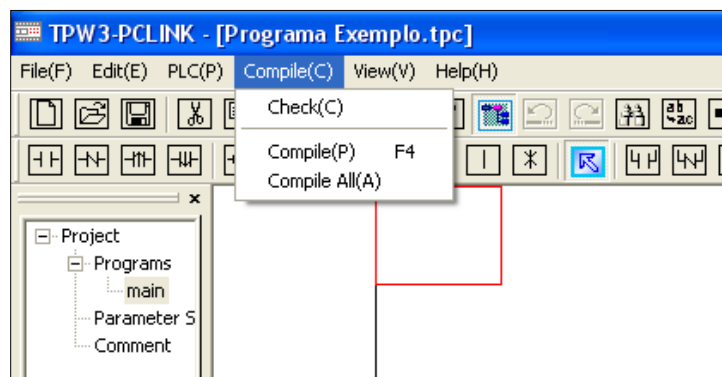 TPW3-PCLINK - [Programa Exemplo.tpc]
File(F) Edit(E) PLC(P) Compile(C) View(V) Help(H)
Check(C)
Compile(P) F4
Compile All(A)
Project
Programs
main
Parameter S
Comment